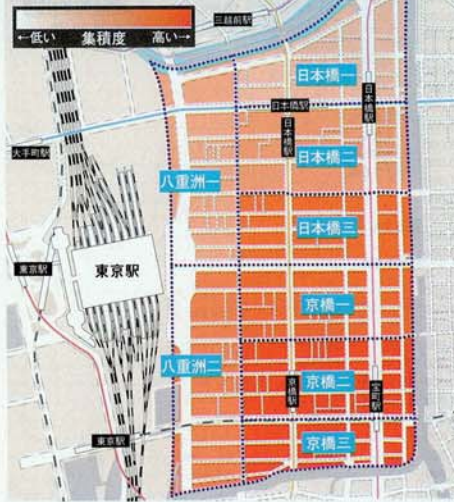 三越前駅
←低い 集積度 高い→
日本橋一
日本橋駅
日本橋駅
日本橋駅
大手町駅
日本橋二
八重洲一
日本橋三
東京駅
東京駅
京橋一
八重洲二
京橋二
京橋駅
宝町駅
東京駅
京橋三